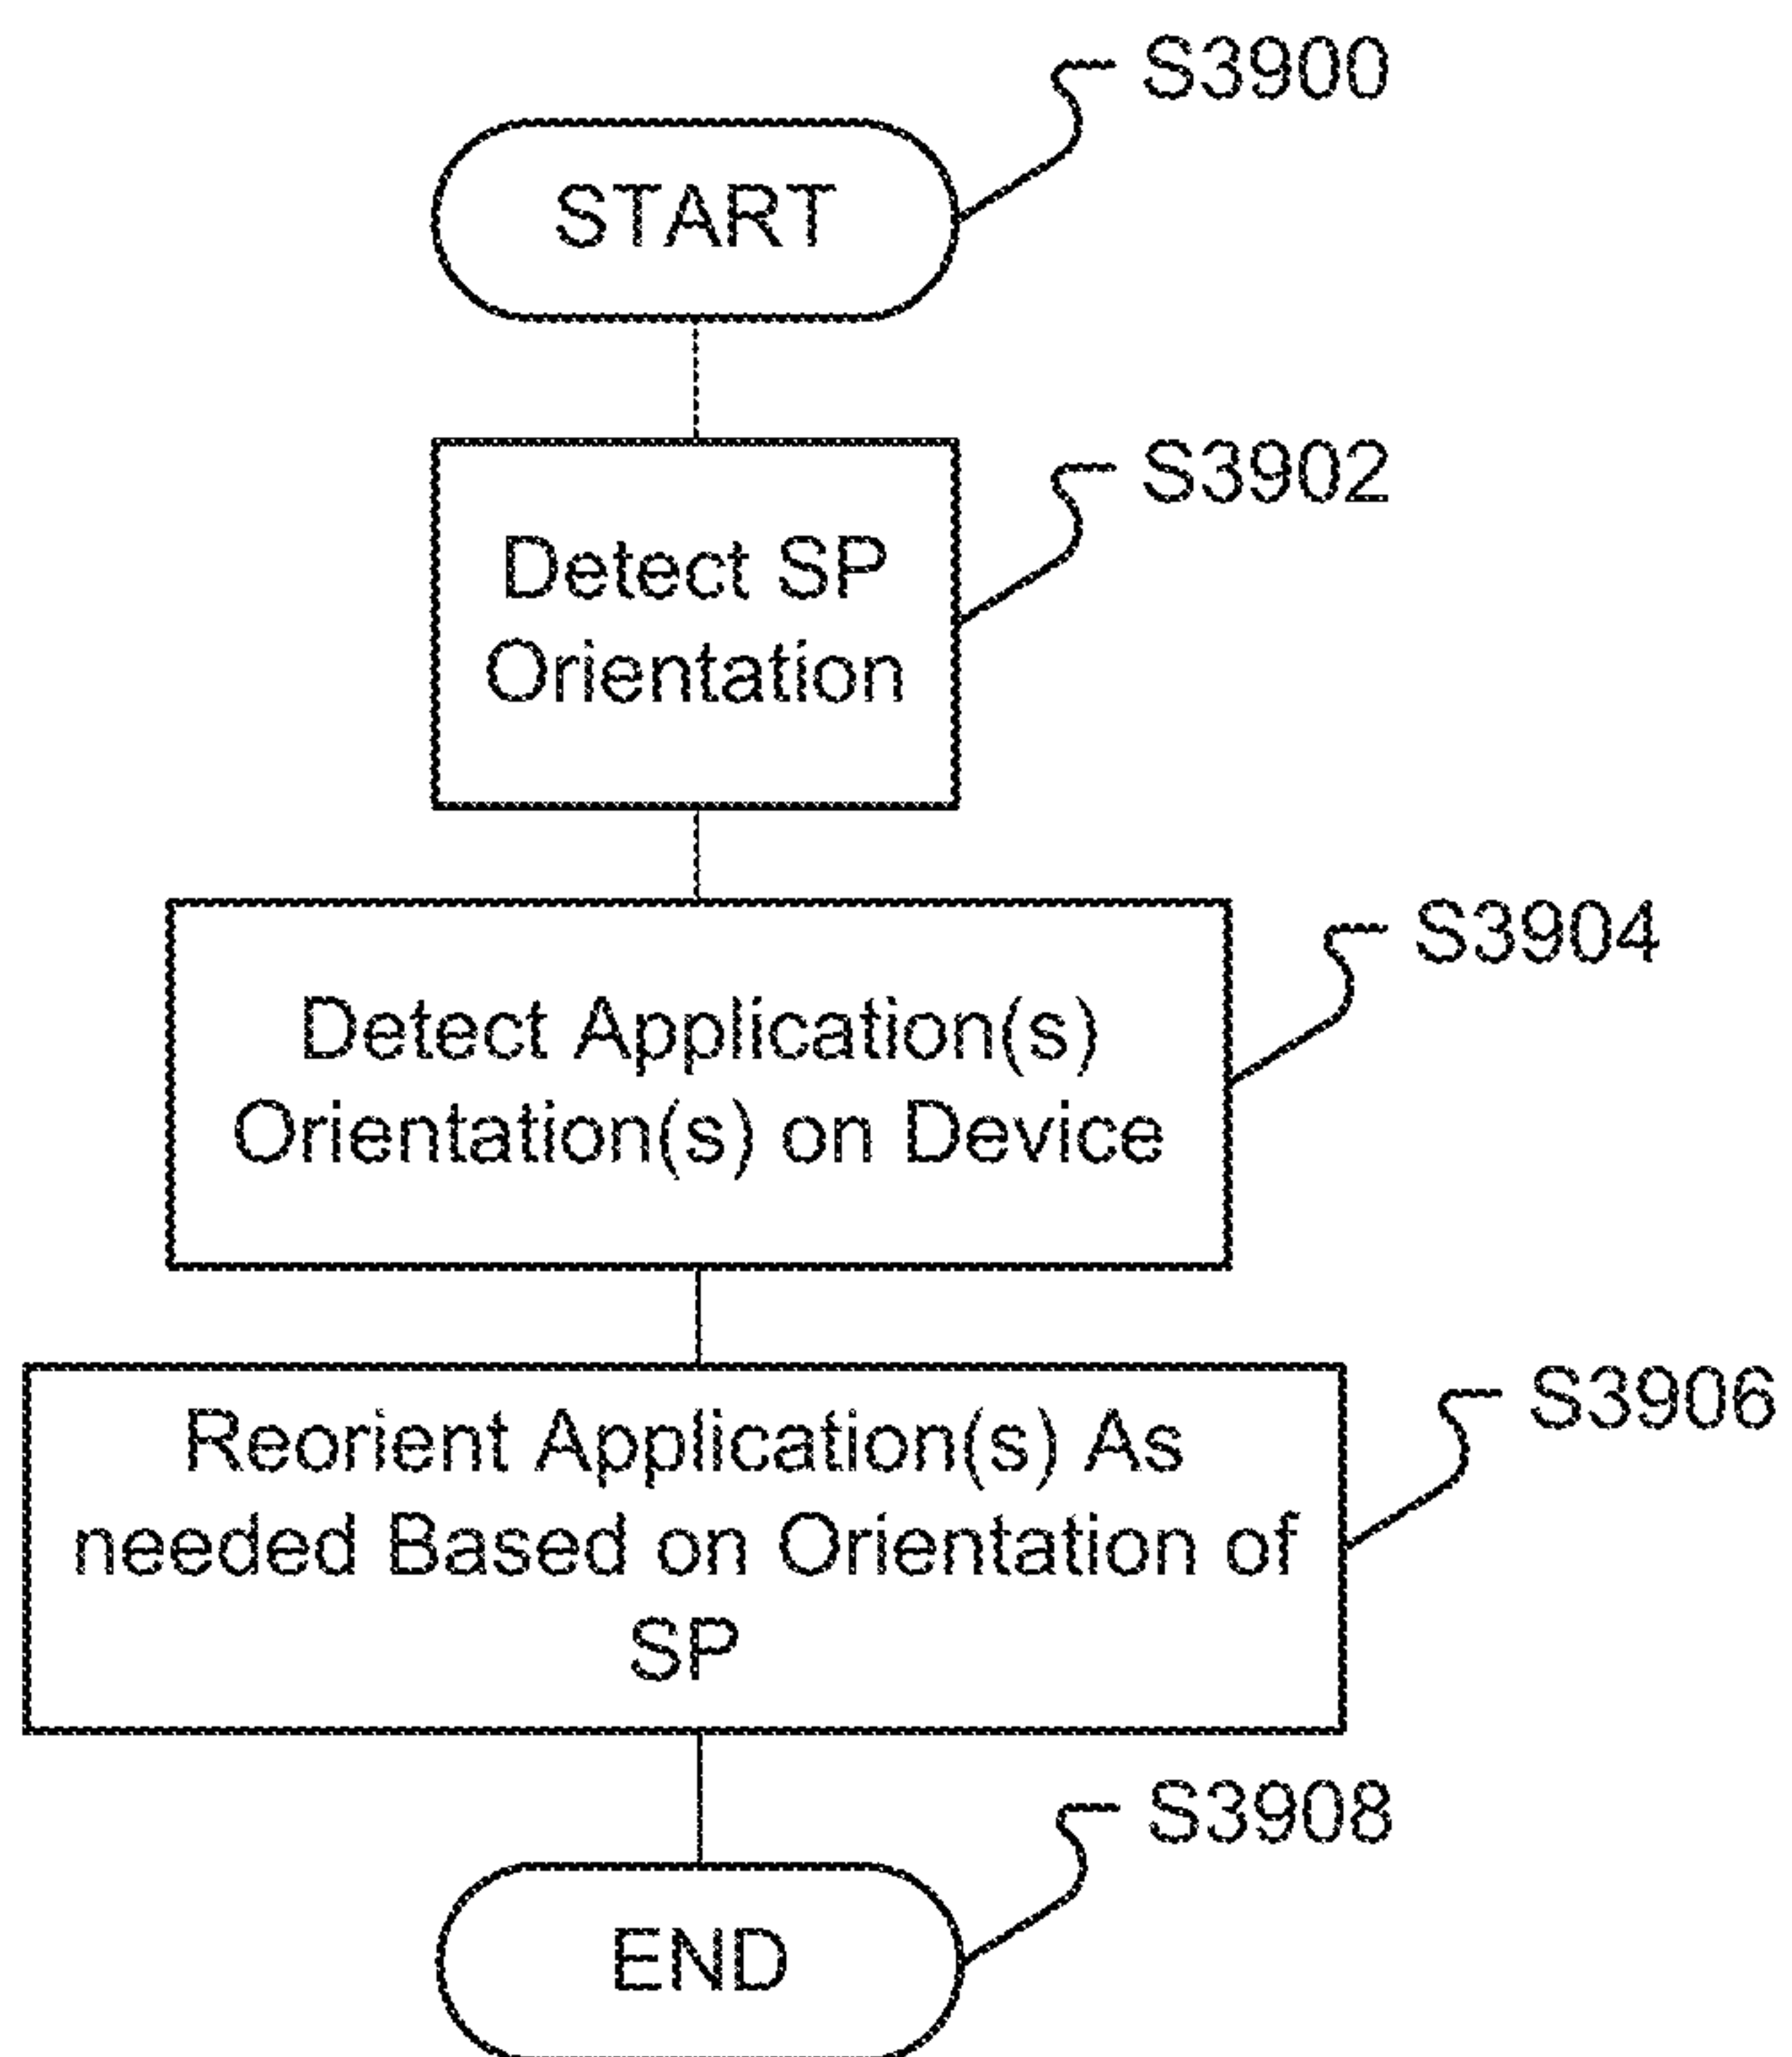 S3900
START
S3902
Detect SP
Orientation
S3904
Detect Application(s)
Orientation(s) on Device
S3906
Reorient Application(s) As
needed Based on Orientation of
SP
S3908
END